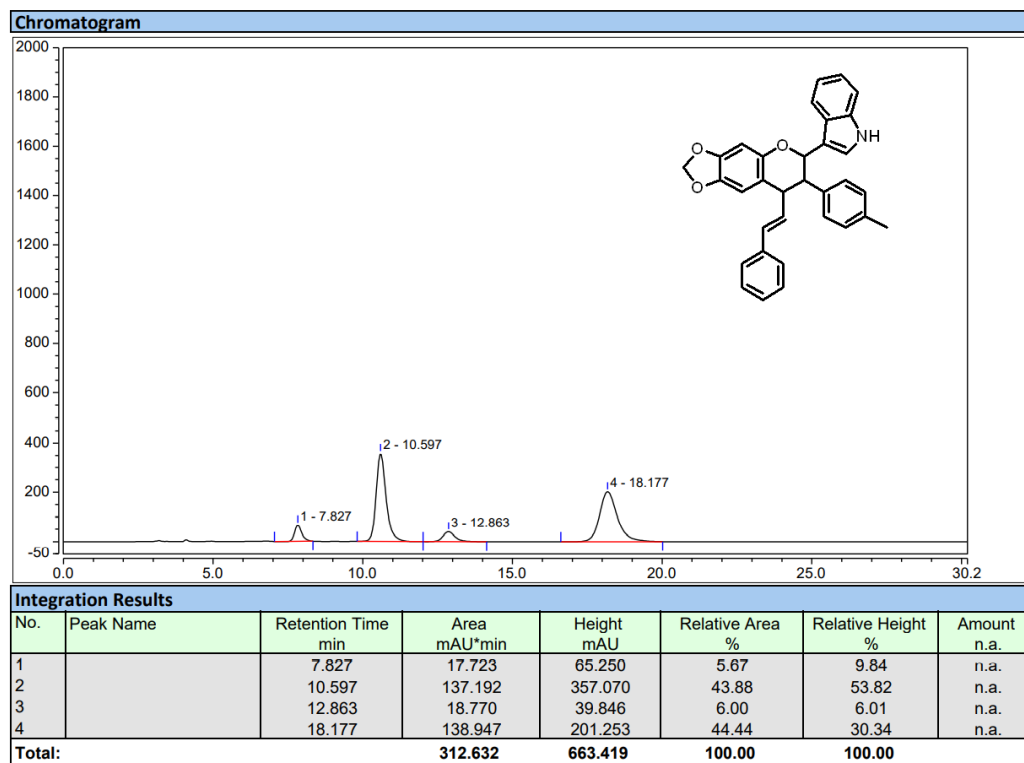 Chromatogram
2000
1800
1600
1400
1200
1000
800
600
400
200
-50
0.0 5.0 10.0 15.0 20.0 25.0 30.2
1 - 7.827
2 - 10.597
3 - 12.863
4 - 18.177
O
O
O
NH
Integration Results
No. Peak Name Retention Time Area Height Relative Area Relative Height Amount
min mAU*min mAU % % n.a.
1 7.827 17.723 65.250 5.67 9.84 n.a.
2 10.597 137.192 357.070 43.88 53.82 n.a.
3 12.863 18.770 39.846 6.00 6.01 n.a.
4 18.177 138.947 201.253 44.44 30.34 n.a.
Total: 312.632 663.419 100.00 100.00